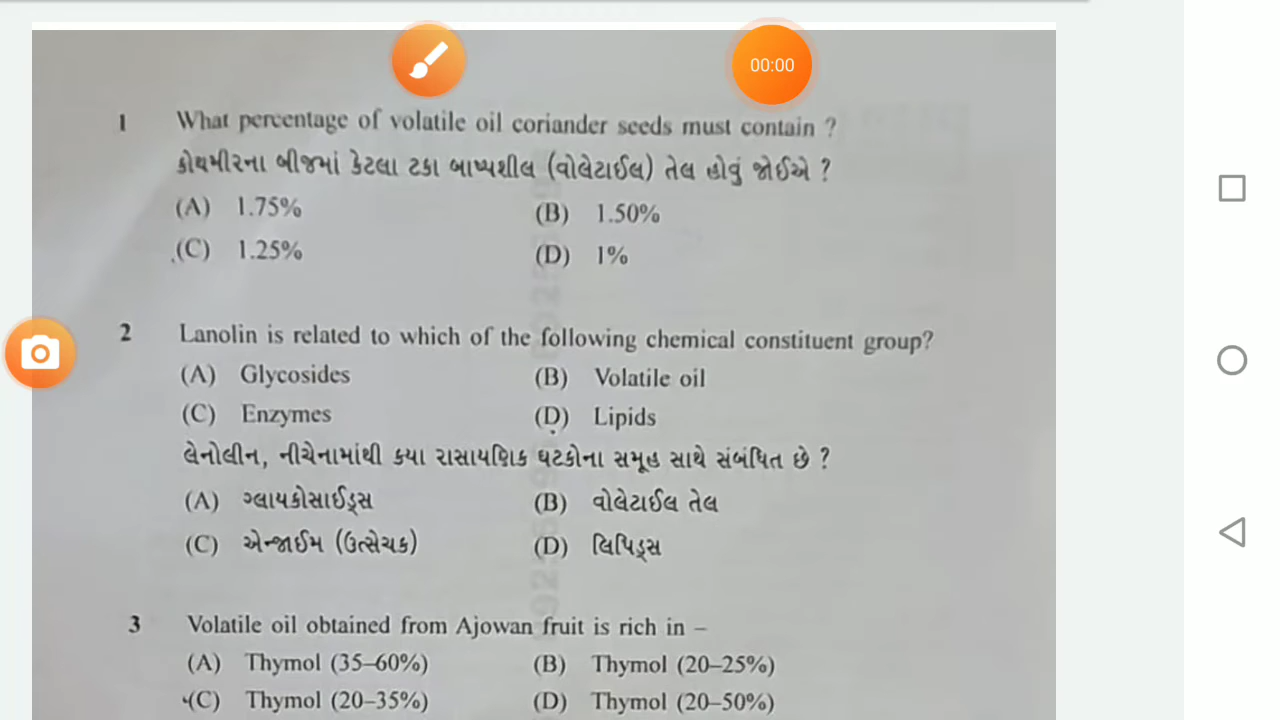 00:00
1 What percentage of volatile oil coriander seeds must contain ?
કોથમીરના બીજમાં કેટલા ટકા બાષ્પશીલ (વોલેટાઈલ) તેલ હોવું જોઈએ ?
(A) 1.75% (B) 1.50%
(C) 1.25% (D) 1%
2 Lanolin is related to which of the following chemical constituent group?
(A) Glycosides (B) Volatile oil
(C) Enzymes (D) Lipids
લેનોલીન, નીચેનામાંથી કયા રાસાયણિક ઘટકોના સમૂહ સાથે સંબંધિત છે ?
(A) ગ્લાયકોસાઈડ્સ (B) વોલેટાઈલ તેલ
(C) એન્જાઈમ (ઉત્સેચક) (D) લિપિડ્સ
3 Volatile oil obtained from Ajowan fruit is rich in –
(A) Thymol (35–60%) (B) Thymol (20–25%)
(C) Thymol (20–35%) (D) Thymol (20–50%)